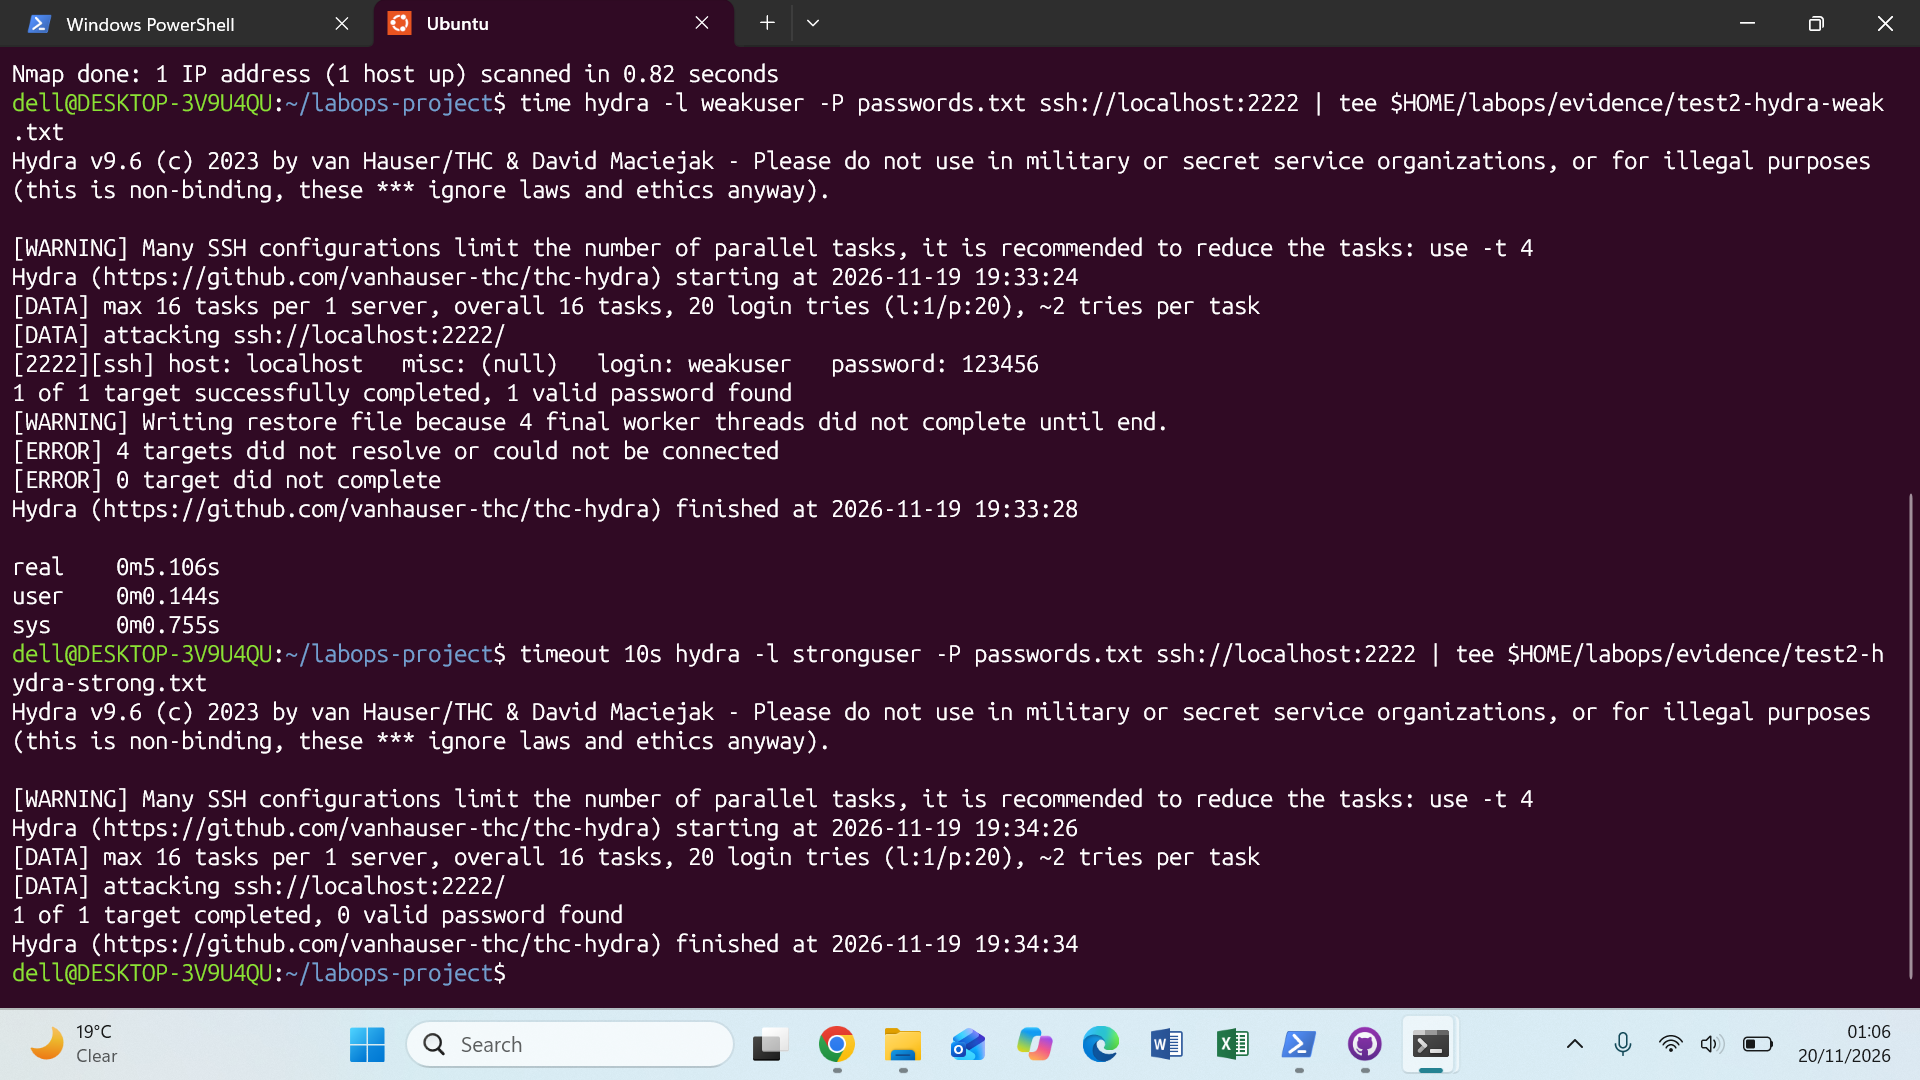 Windows PowerShell
Ubuntu
Nmap done: 1 IP address (1 host up) scanned in 0.82 seconds
dell@DESKTOP-3V9U4QU:~/labops-project$ time hydra -l weakuser -P passwords.txt ssh://localhost:2222 | tee $HOME/labops/evidence/test2-hydra-weak
.txt
Hydra v9.6 (c) 2023 by van Hauser/THC & David Maciejak - Please do not use in military or secret service organizations, or for illegal purposes
(this is non-binding, these *** ignore laws and ethics anyway).
[WARNING] Many SSH configurations limit the number of parallel tasks, it is recommended to reduce the tasks: use -t 4
Hydra (https://github.com/vanhauser-thc/thc-hydra) starting at 2026-11-19 19:33:24
[DATA] max 16 tasks per 1 server, overall 16 tasks, 20 login tries (l:1/p:20), ~2 tries per task
[DATA] attacking ssh://localhost:2222/
[2222][ssh] host: localhost   misc: (null)   login: weakuser   password: 123456
1 of 1 target successfully completed, 1 valid password found
[WARNING] Writing restore file because 4 final worker threads did not complete until end.
[ERROR] 4 targets did not resolve or could not be connected
[ERROR] 0 target did not complete
Hydra (https://github.com/vanhauser-thc/thc-hydra) finished at 2026-11-19 19:33:28
real    0m5.106s
user    0m0.144s
sys     0m0.755s
dell@DESKTOP-3V9U4QU:~/labops-project$ timeout 10s hydra -l stronguser -P passwords.txt ssh://localhost:2222 | tee $HOME/labops/evidence/test2-h
ydra-strong.txt
Hydra v9.6 (c) 2023 by van Hauser/THC & David Maciejak - Please do not use in military or secret service organizations, or for illegal purposes
(this is non-binding, these *** ignore laws and ethics anyway).
[WARNING] Many SSH configurations limit the number of parallel tasks, it is recommended to reduce the tasks: use -t 4
Hydra (https://github.com/vanhauser-thc/thc-hydra) starting at 2026-11-19 19:34:26
[DATA] max 16 tasks per 1 server, overall 16 tasks, 20 login tries (l:1/p:20), ~2 tries per task
[DATA] attacking ssh://localhost:2222/
1 of 1 target completed, 0 valid password found
Hydra (https://github.com/vanhauser-thc/thc-hydra) finished at 2026-11-19 19:34:34
dell@DESKTOP-3V9U4QU:~/labops-project$
19°C
Clear
Search
01:06
20/11/2026